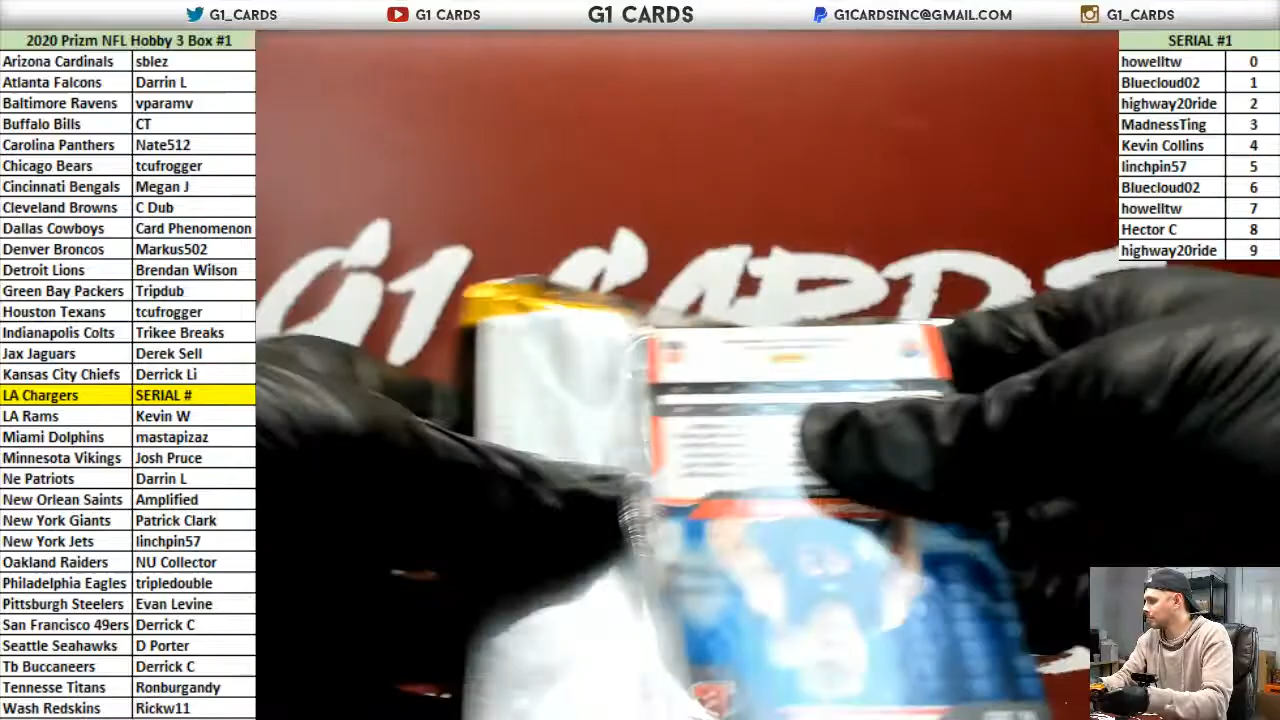 G1_CARDS
G1 CARDS
G1 CARDS
G1CARDSINC@GMAIL.COM
G1_CARDS
2020 Prizm NFL Hobby 3 Box #1
Arizona Cardinals sblez
Atlanta Falcons Darrin L
Baltimore Ravens vparamv
Buffalo Bills CT
Carolina Panthers Nate512
Chicago Bears tcufrogger
Cincinnati Bengals Megan J
Cleveland Browns C Dub
Dallas Cowboys Card Phenomenon
Denver Broncos Markus502
Detroit Lions Brendan Wilson
Green Bay Packers Tripdub
Houston Texans tcufrogger
Indianapolis Colts Trikee Breaks
Jax Jaguars Derek Sell
Kansas City Chiefs Derrick Li
LA Chargers SERIAL #
LA Rams Kevin W
Miami Dolphins mastapizaz
Minnesota Vikings Josh Pruce
Ne Patriots Darrin L
New Orlean Saints Amplified
New York Giants Patrick Clark
New York Jets linchpin57
Oakland Raiders NU Collector
Philadelphia Eagles tripledouble
Pittsburgh Steelers Evan Levine
San Francisco 49ers Derrick C
Seattle Seahawks D Porter
Tb Buccaneers Derrick C
Tennesse Titans Ronburgandy
Wash Redskins Rickw11
SERIAL #1
howelltw 0
Bluecloud02 1
highway20ride 2
MadnessTing 3
Kevin Collins 4
linchpin57 5
Bluecloud02 6
howelltw 7
Hector C 8
highway20ride 9
G1 CARDS